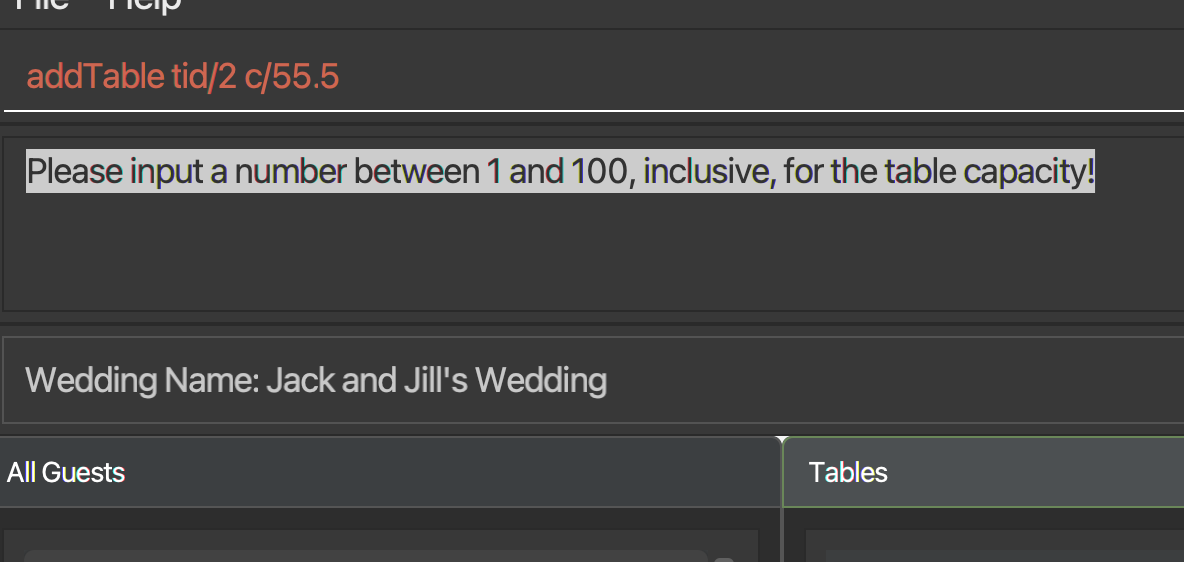 File Help
addTable tid/2 c/55.5
Please input a number between 1 and 100, inclusive, for the table capacity!
Wedding Name: Jack and Jill's Wedding
All Guests
Tables